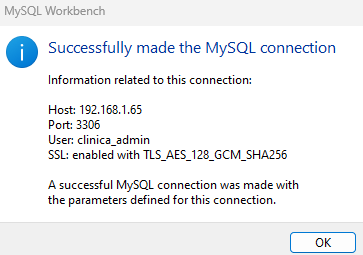 MySQL Workbench
Successfully made the MySQL connection
Information related to this connection:
Host: 192.168.1.65
Port: 3306
User: clinica_admin
SSL: enabled with TLS_AES_128_GCM_SHA256
A successful MySQL connection was made with
the parameters defined for this connection.
OK